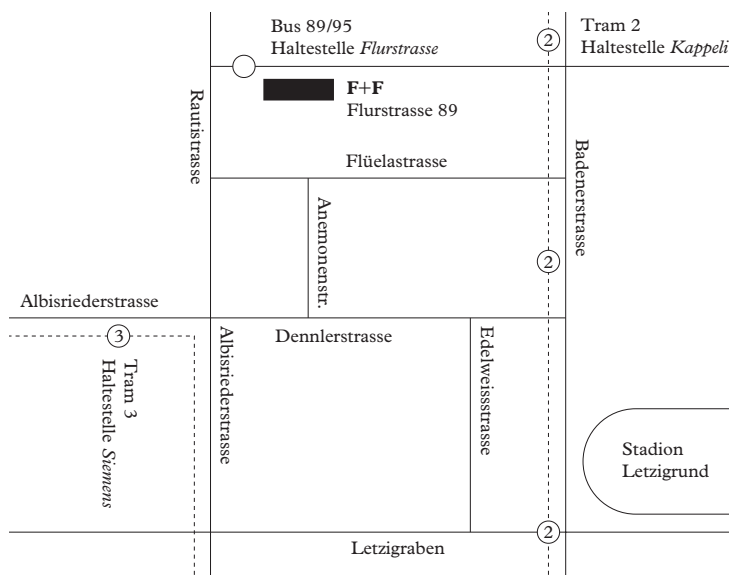 Bus 89/95
Haltestelle Flurstrasse
2
Tram 2
Haltestelle Kappeli
F+F
Flurstrasse 89
Rautistrasse
Flüelastrasse
Badenerstrasse
Anemonenstr.
2
Albisriederstrasse
3
Dennlerstrasse
Tram 3
Haltestelle Siemens
Albisriederstrasse
Edelweissstrasse
Stadion
Letzigrund
2
Letzigraben